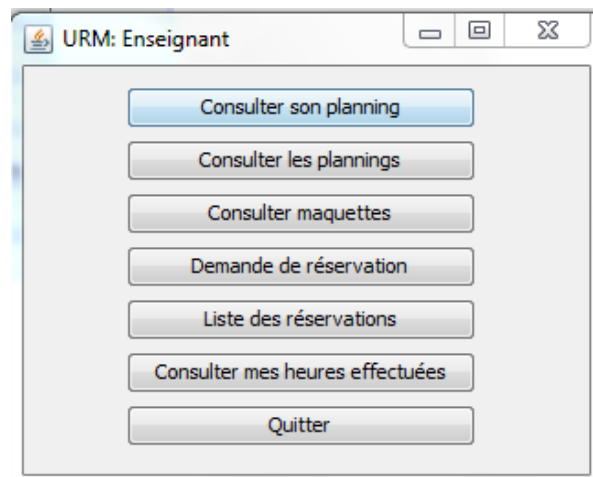 URM: Enseignant
Consulter son planning
Consulter les plannings
Consulter maquettes
Demande de réservation
Liste des réservations
Consulter mes heures effectuées
Quitter